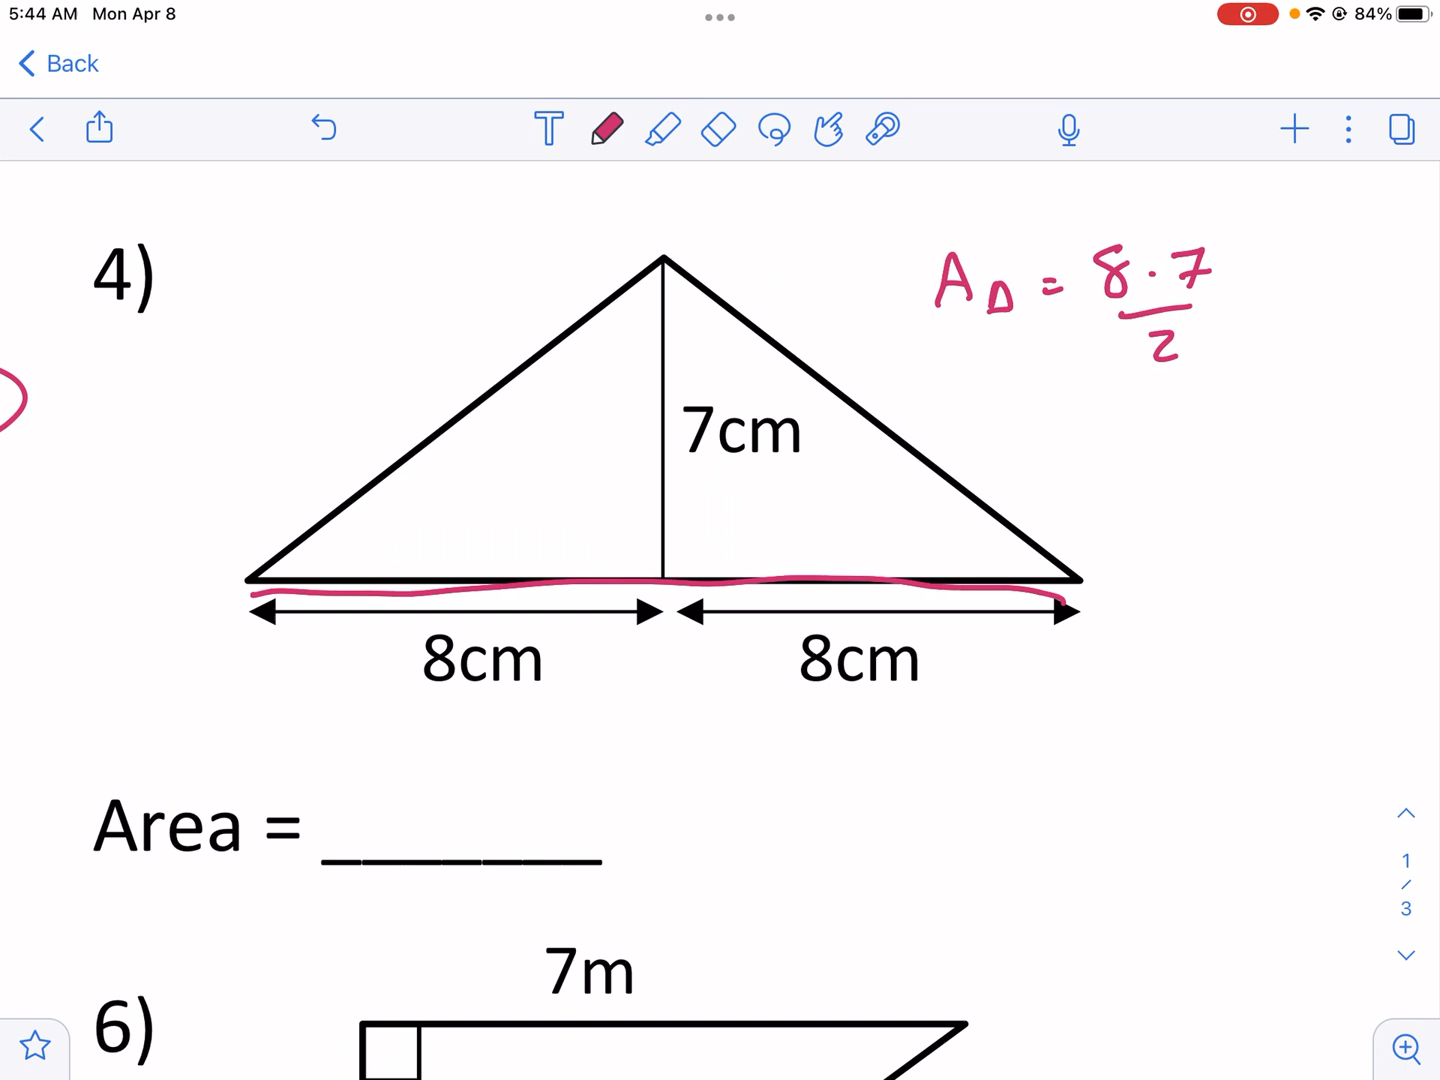 5:44 AM Mon Apr 8
84%
Back
4)
A△ = 8·7
2
7cm
8cm 8cm
Area = _______
1
/
3
7m
6)